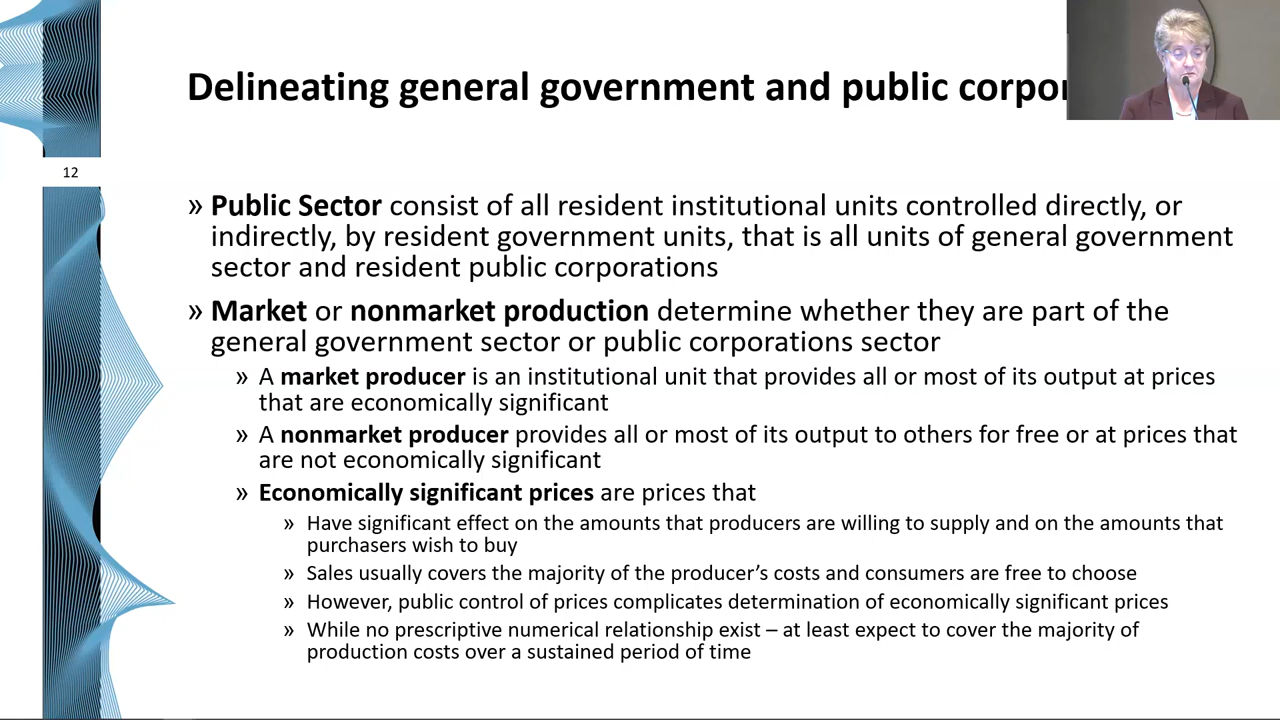 Delineating general government and public
12
» Public Sector consist of all resident institutional units controlled directly, or
indirectly, by resident government units, that is all units of general government
sector and resident public corporations
» Market or nonmarket production determine whether they are part of the
general government sector or public corporations sector
» A market producer is an institutional unit that provides all or most of its output at prices
that are economically significant
» A nonmarket producer provides all or most of its output to others for free or at prices that
are not economically significant
» Economically significant prices are prices that
» Have significant effect on the amounts that producers are willing to supply and on the amounts that
purchasers wish to buy
» Sales usually covers the majority of the producer’s costs and consumers are free to choose
» However, public control of prices complicates determination of economically significant prices
» While no prescriptive numerical relationship exist – at least expect to cover the majority of
production costs over a sustained period of time